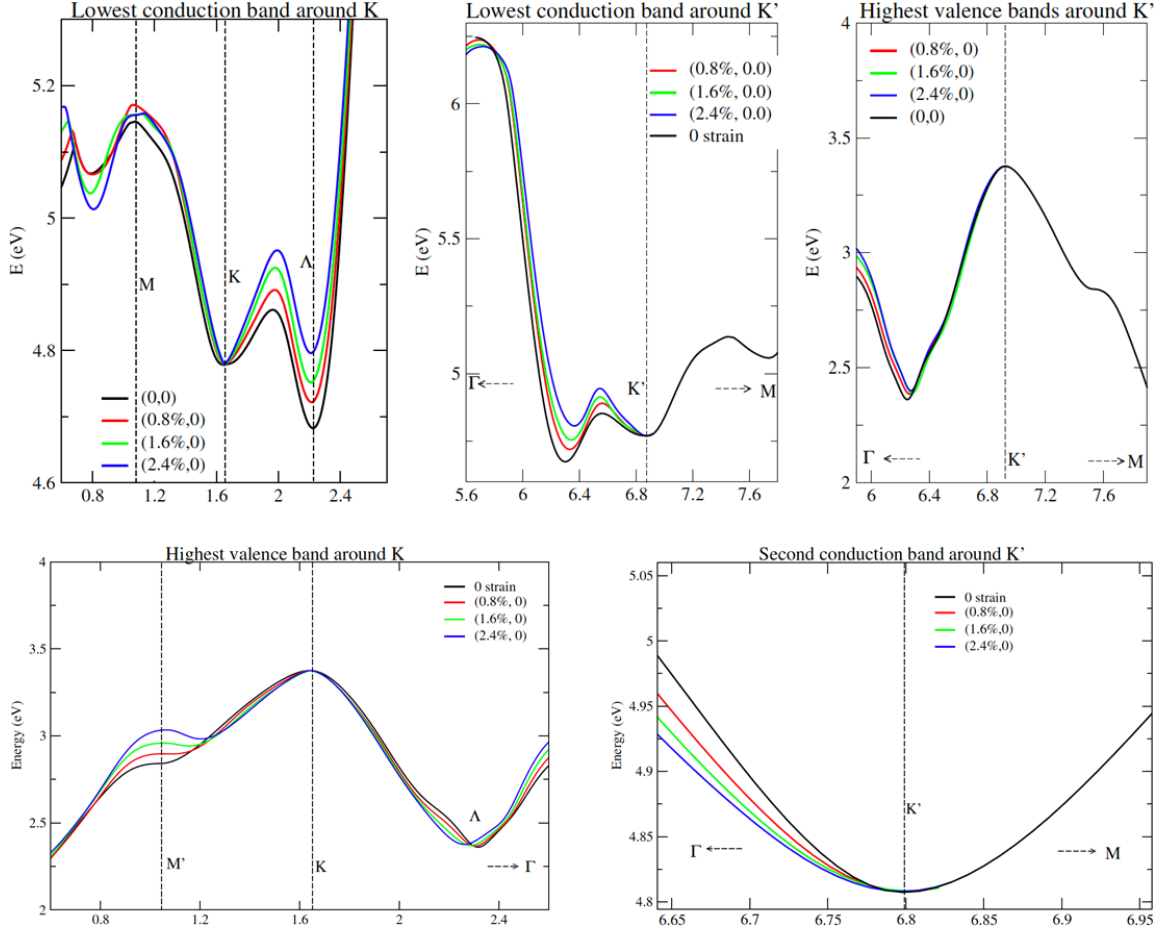 Lowest conduction band around K
5.2
5
4.8
4.6
E (eV)
M
K
Λ
(0,0)
(0.8%,0)
(1.6%,0)
(2.4%,0)
0.8
1.2
1.6
2
2.4
Lowest conduction band around K'
6
5.5
5
E (eV)
(0.8%, 0.0)
(1.6%, 0.0)
(2.4%, 0.0)
0 strain
Γ
K'
M
5.6
6
6.4
6.8
7.2
7.6
Highest valence bands around K'
4
3.5
3
2.5
2
E (eV)
(0.8%, 0)
(1.6%,0)
(2.4%,0)
(0,0)
Γ
K'
M
6
6.4
6.8
7.2
7.6
Highest valence band around K
4
3.5
3
2.5
2
Energy (eV)
0 strain
(0.8%, 0)
(1.6%, 0)
(2.4%, 0)
M'
K
Λ
Γ
0.8
1.2
1.6
2
2.4
Second conduction band around K'
5.05
5
4.95
4.9
4.85
4.8
Energy (eV)
0 strain
(0.8%,0)
(1.6%,0)
(2.4%,0)
K'
Γ
M
6.65
6.7
6.75
6.8
6.85
6.9
6.95